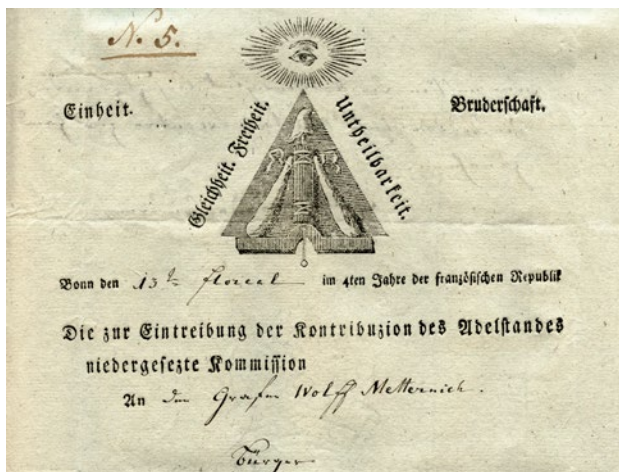 N. 5.
Einheit.
Gleichheit. Freiheit.
Untheilbarkeit.
Bruderschaft.
Bonn den 13t floreal im 4ten Jahre der französischen Republik
Die zur Eintreibung der Kontribuzion des Adelstandes
niedergesezte Kommission
An den Grafen Wolff Metternich.
Bürger